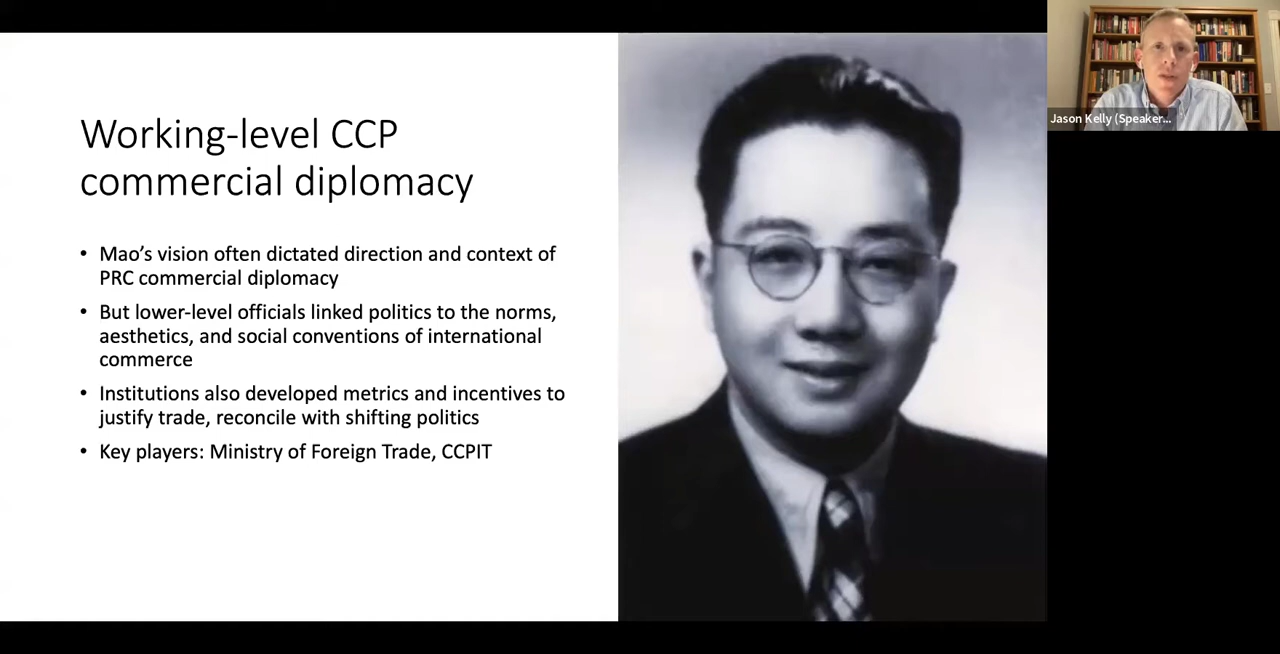 Working-level CCP
commercial diplomacy
• Mao’s vision often dictated direction and context of
PRC commercial diplomacy
• But lower-level officials linked politics to the norms,
aesthetics, and social conventions of international
commerce
• Institutions also developed metrics and incentives to
justify trade, reconcile with shifting politics
• Key players: Ministry of Foreign Trade, CCPIT
Jason Kelly (Speaker...